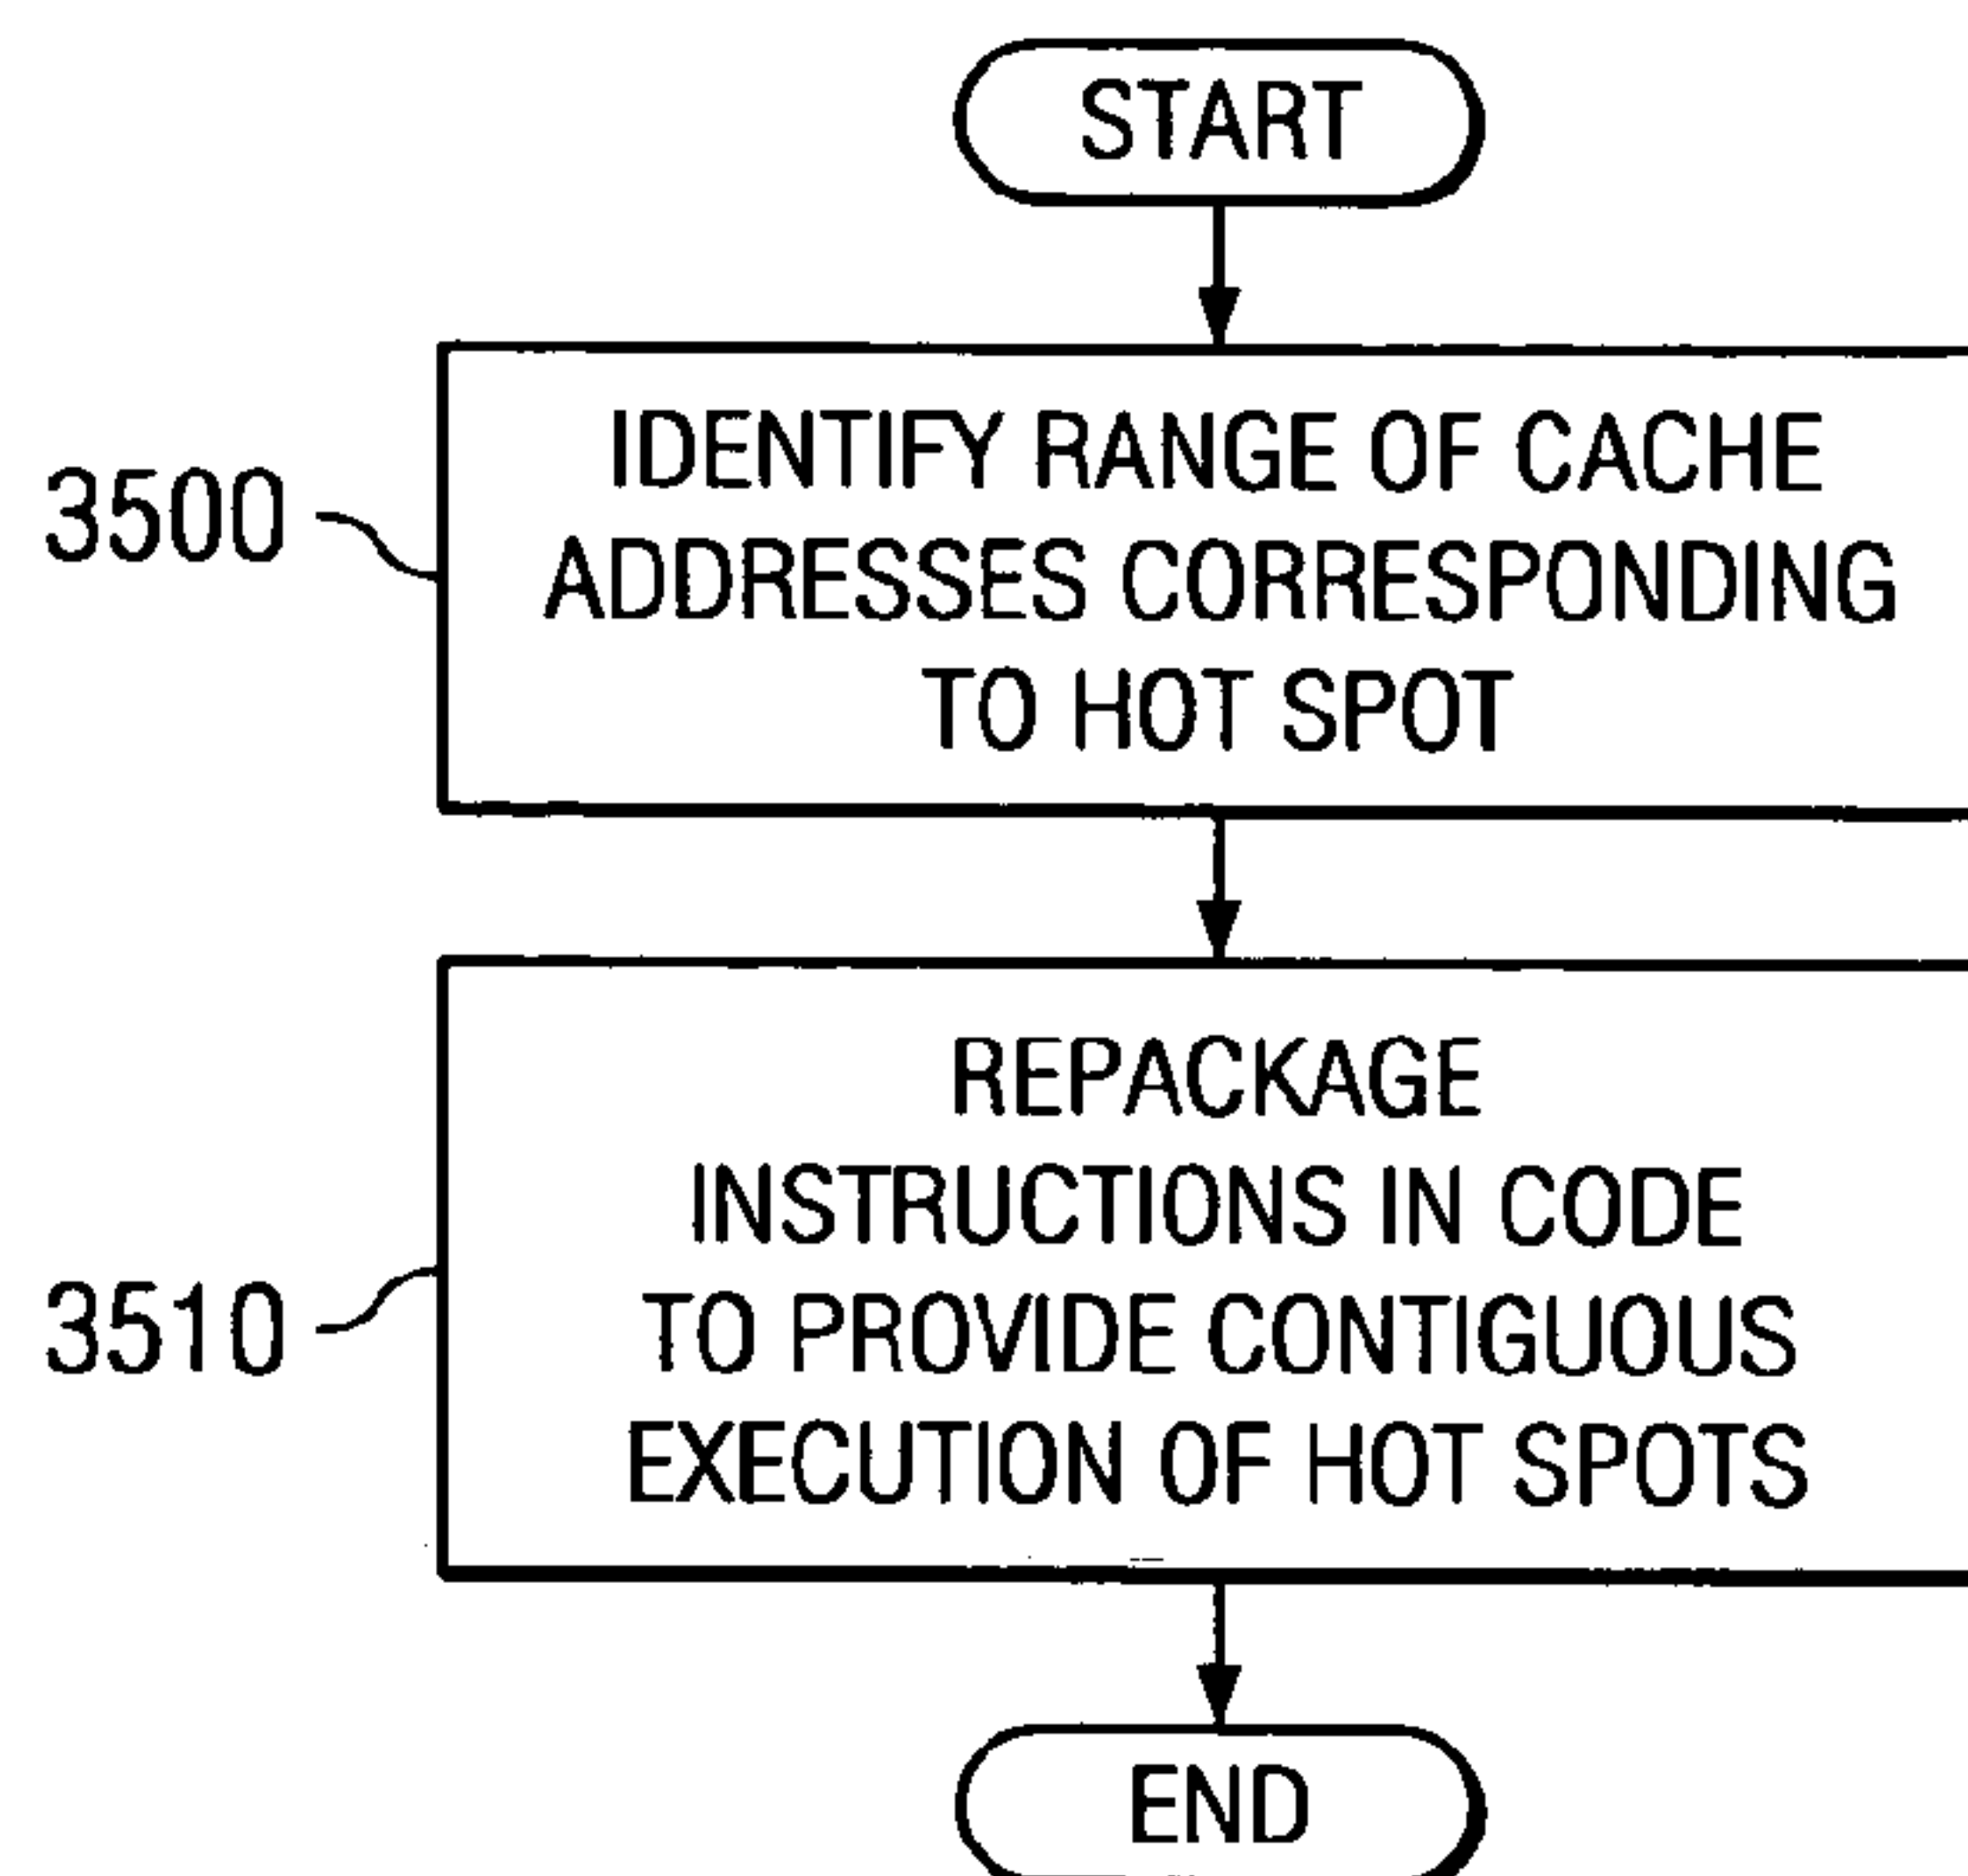 START
3500
IDENTIFY RANGE OF CACHE
ADDRESSES CORRESPONDING
TO HOT SPOT
3510
REPACKAGE
INSTRUCTIONS IN CODE
TO PROVIDE CONTIGUOUS
EXECUTION OF HOT SPOTS
END